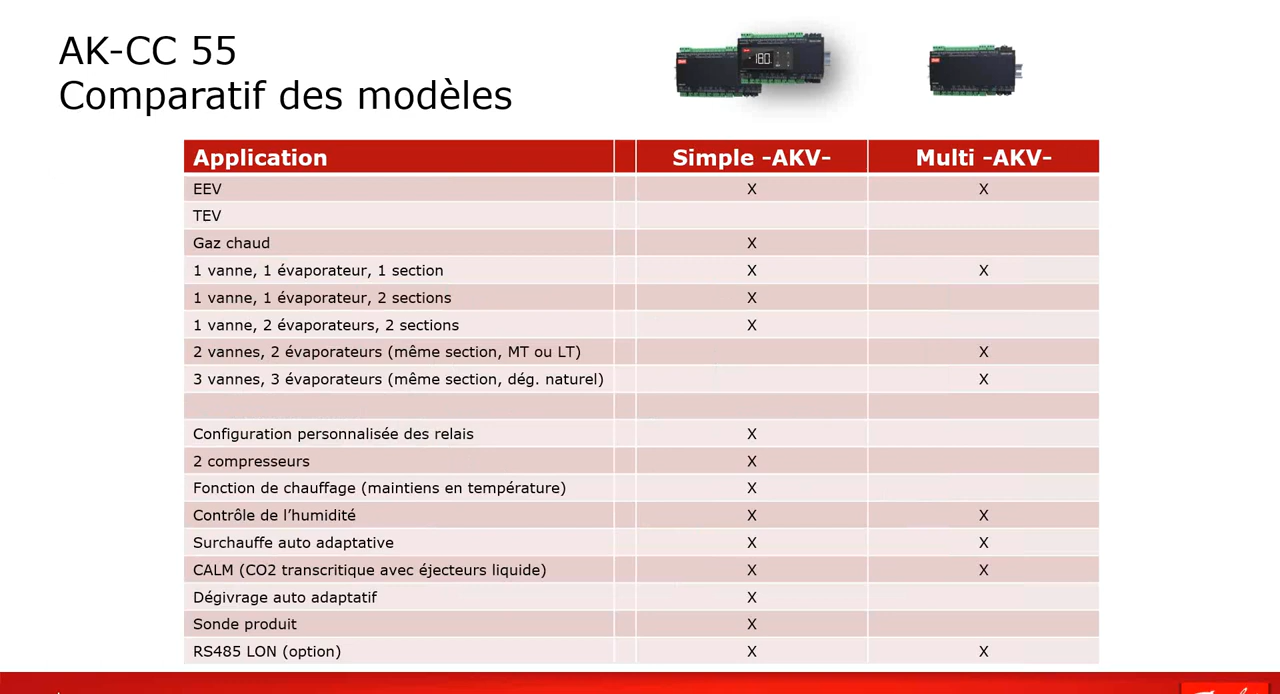 AK-CC 55
Comparatif des modèles
180
Application Simple -AKV- Multi -AKV-
EEV X X
TEV
Gaz chaud X
1 vanne, 1 évaporateur, 1 section X X
1 vanne, 1 évaporateur, 2 sections X
1 vanne, 2 évaporateurs, 2 sections X
2 vannes, 2 évaporateurs (même section, MT ou LT) X
3 vannes, 3 évaporateurs (même section, dég. naturel) X
Configuration personnalisée des relais X
2 compresseurs X
Fonction de chauffage (maintiens en température) X
Contrôle de l’humidité X X
Surchauffe auto adaptative X X
CALM (CO2 transcritique avec éjecteurs liquide) X X
Dégivrage auto adaptatif X
Sonde produit X
RS485 LON (option) X X